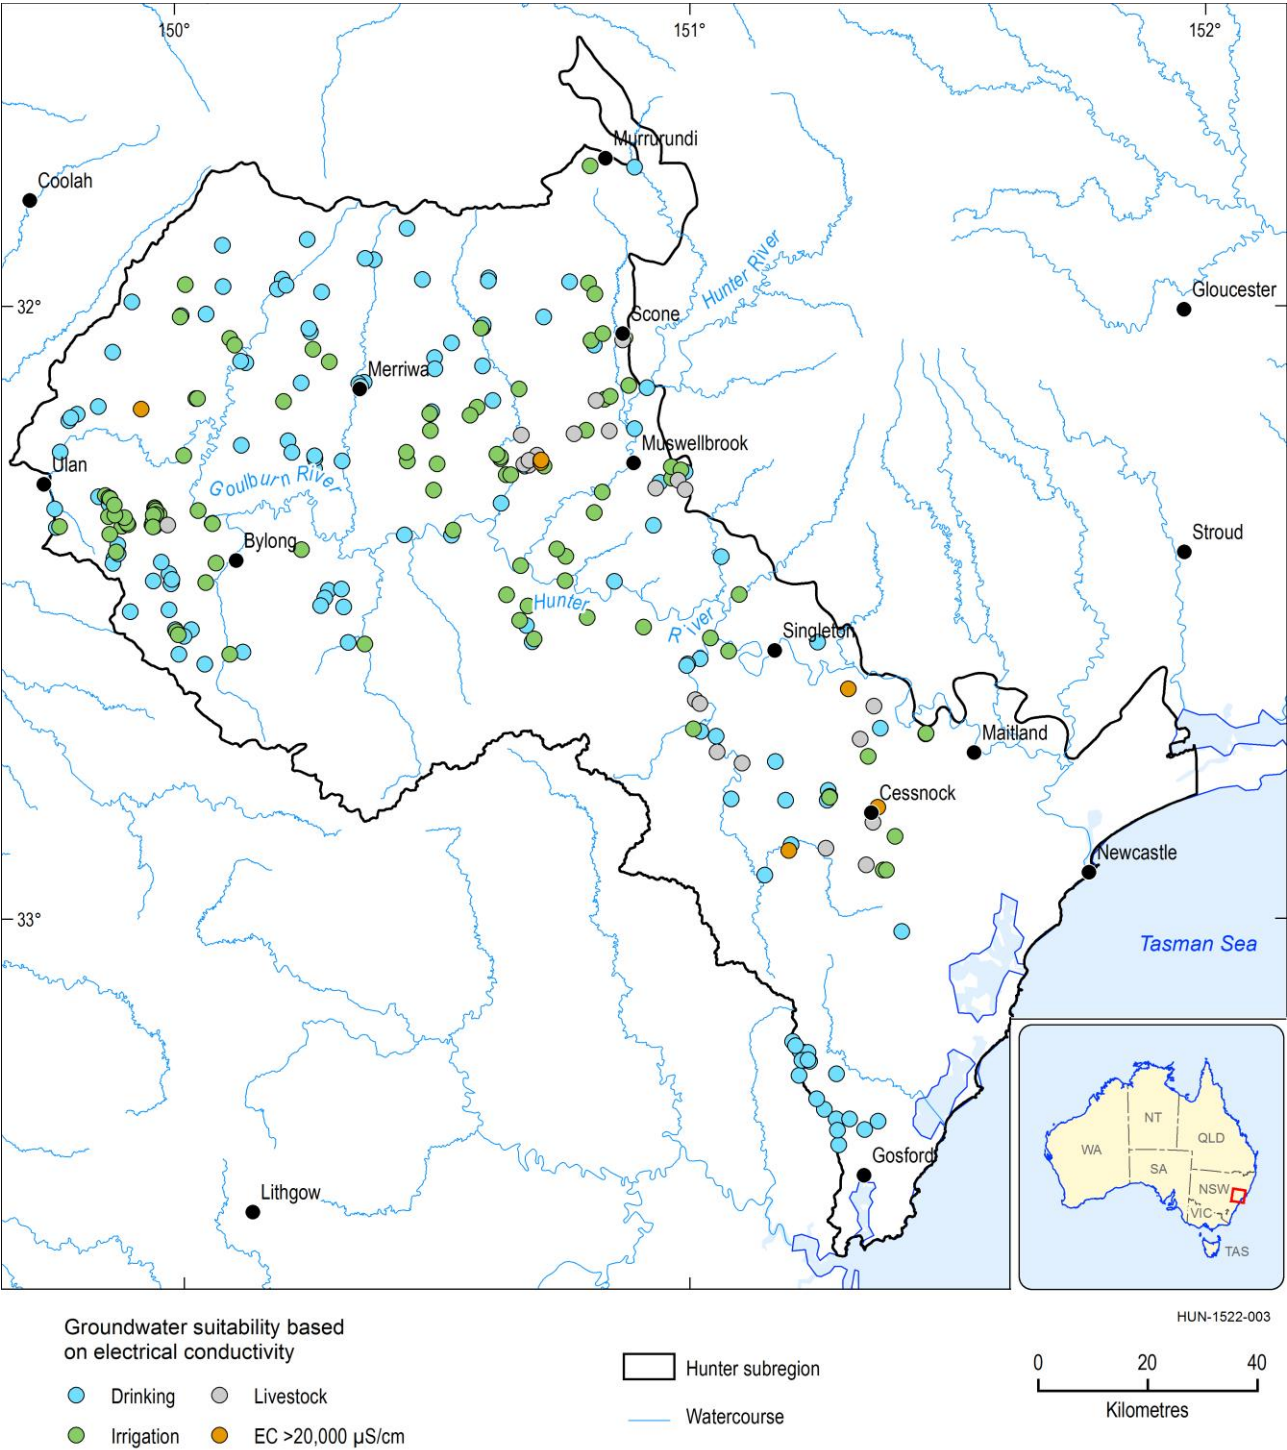 150°
151°
152°
Murrurundi
Coolah
Hunter River
Gloucester
32°
Scone
Merriwa
Muswellbrook
Ulan
Goulburn River
Stroud
Bylong
Hunter
River
Singleton
Maitland
Cessnock
Newcastle
33°
Tasman Sea
NT
WA
QLD
SA
NSW
VIC
TAS
Gosford
Lithgow
HUN-1522-003
Groundwater suitability based
on electrical conductivity
Drinking
Livestock
Irrigation
EC >20,000 µS/cm
Hunter subregion
Watercourse
0 20 40
Kilometres